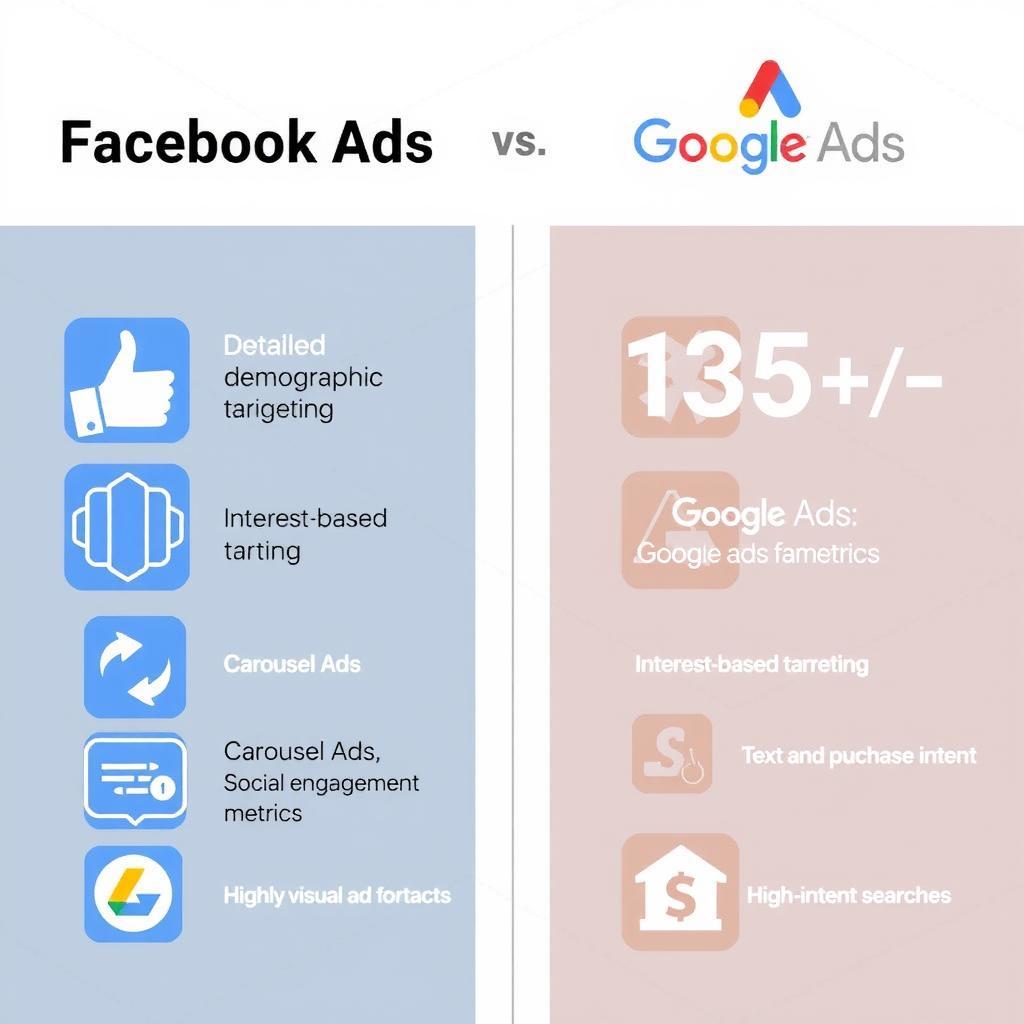 Facebook Ads vs. Google Ads
Detailled
demographic
tarigeting
Interest-based
tarting
Carousel Ads
Carousel Ads,
Social engagement
metrics
Highly visual ad fortacts
135+/-
Google Ads:
Google ads fametrics
Interest-based tarreting
S
Text and puchase intent
$
High-intent searches